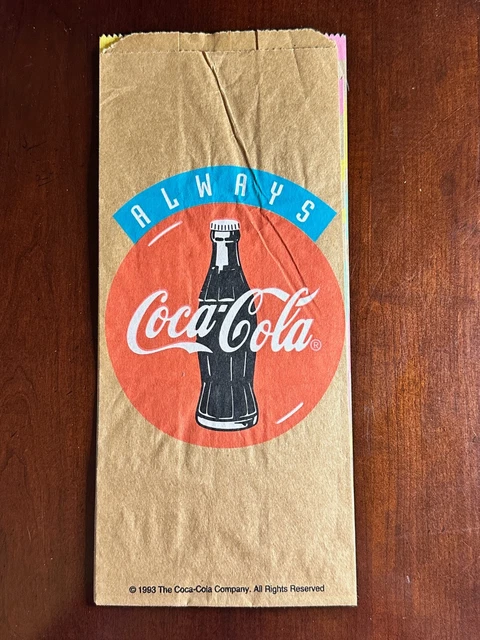 ALWAYS
Coca-Cola®
© 1993 The Coca-Cola Company. All Rights Reserved